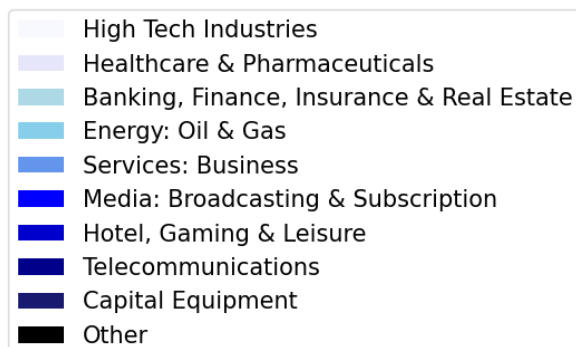 High Tech Industries
Healthcare & Pharmaceuticals
Banking, Finance, Insurance & Real Estate
Energy: Oil & Gas
Services: Business
Media: Broadcasting & Subscription
Hotel, Gaming & Leisure
Telecommunications
Capital Equipment
Other